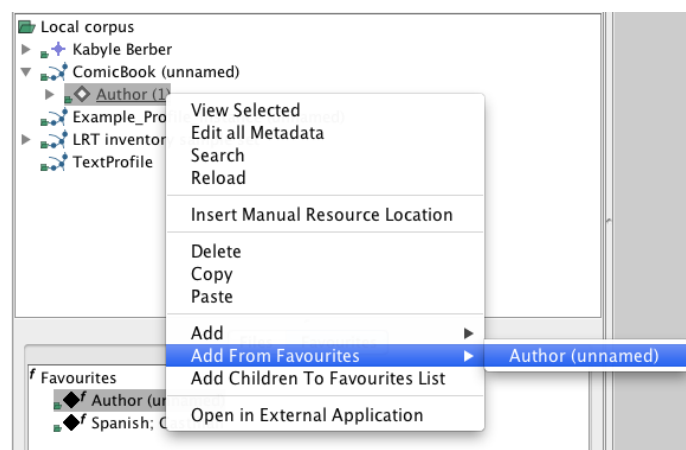 Local corpus
Kabyle Berber
ComicBook (unnamed)
Author (1)
Example_Pro
LRT inventory
TextProfile
View Selected
Edit all Metadata
Search
Reload
Insert Manual Resource Location
Delete
Copy
Paste
Add
Add From Favourites
Author (unnamed)
Add Children To Favourites List
Open in External Application
f Favourites
f Author (un
f Spanish;